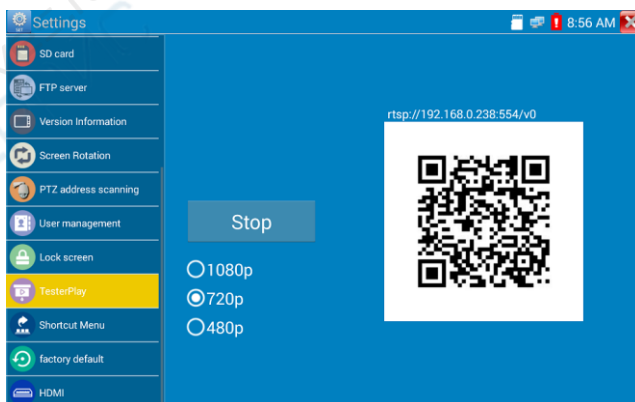 Settings
8:56 AM
SD card
FTP server
Version Information
Screen Rotation
PTZ address scanning
User management
Lock screen
TesterPlay
Shortcut Menu
factory default
HDMI
Stop
1080p
720p
480p
rtsp://192.168.0.238:554/v0